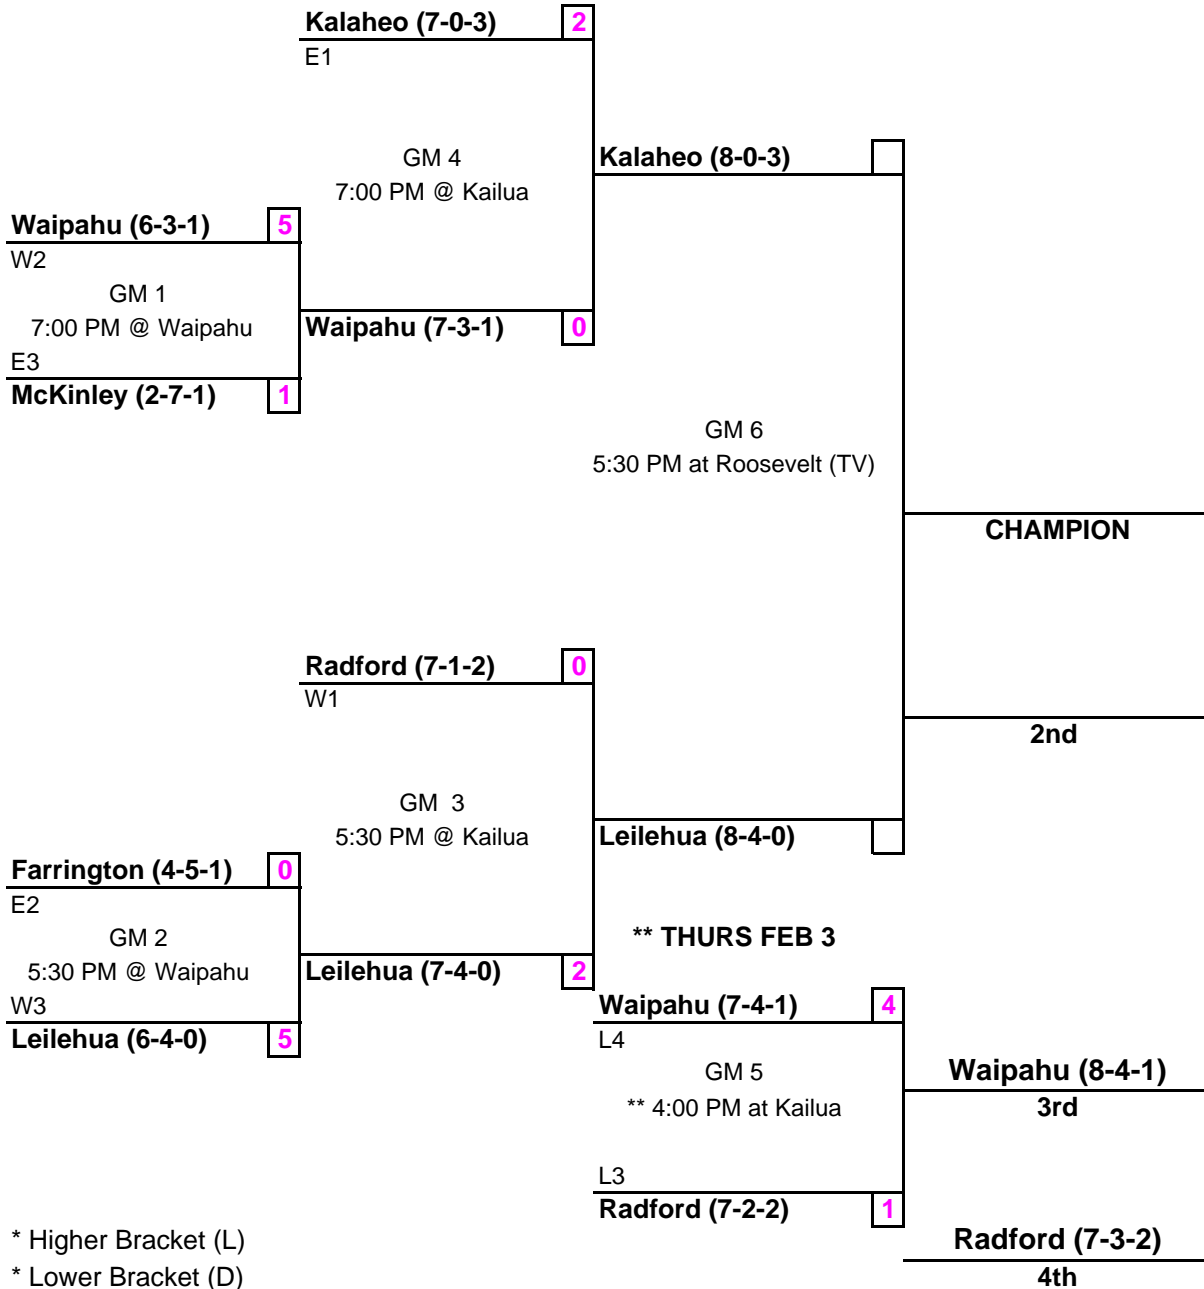 Kalaheo (7-0-3) 2
E1
GM 4
7:00 PM @ Kailua
Kalaheo (8-0-3)
Waipahu (6-3-1) 5
W2
GM 1
7:00 PM @ Waipahu
Waipahu (7-3-1) 0
E3
McKinley (2-7-1) 1
GM 6
5:30 PM at Roosevelt (TV)
CHAMPION
Radford (7-1-2) 0
W1
2nd
GM 3
5:30 PM @ Kailua
Leilehua (8-4-0)
Farrington (4-5-1) 0
E2
GM 2
5:30 PM @ Waipahu
** THURS FEB 3
Leilehua (7-4-0) 2
W3
Leilehua (6-4-0) 5
Waipahu (7-4-1) 4
L4
GM 5
** 4:00 PM at Kailua
Waipahu (8-4-1)
3rd
L3
Radford (7-2-2) 1
* Higher Bracket (L)
* Lower Bracket (D)
Radford (7-3-2)
4th